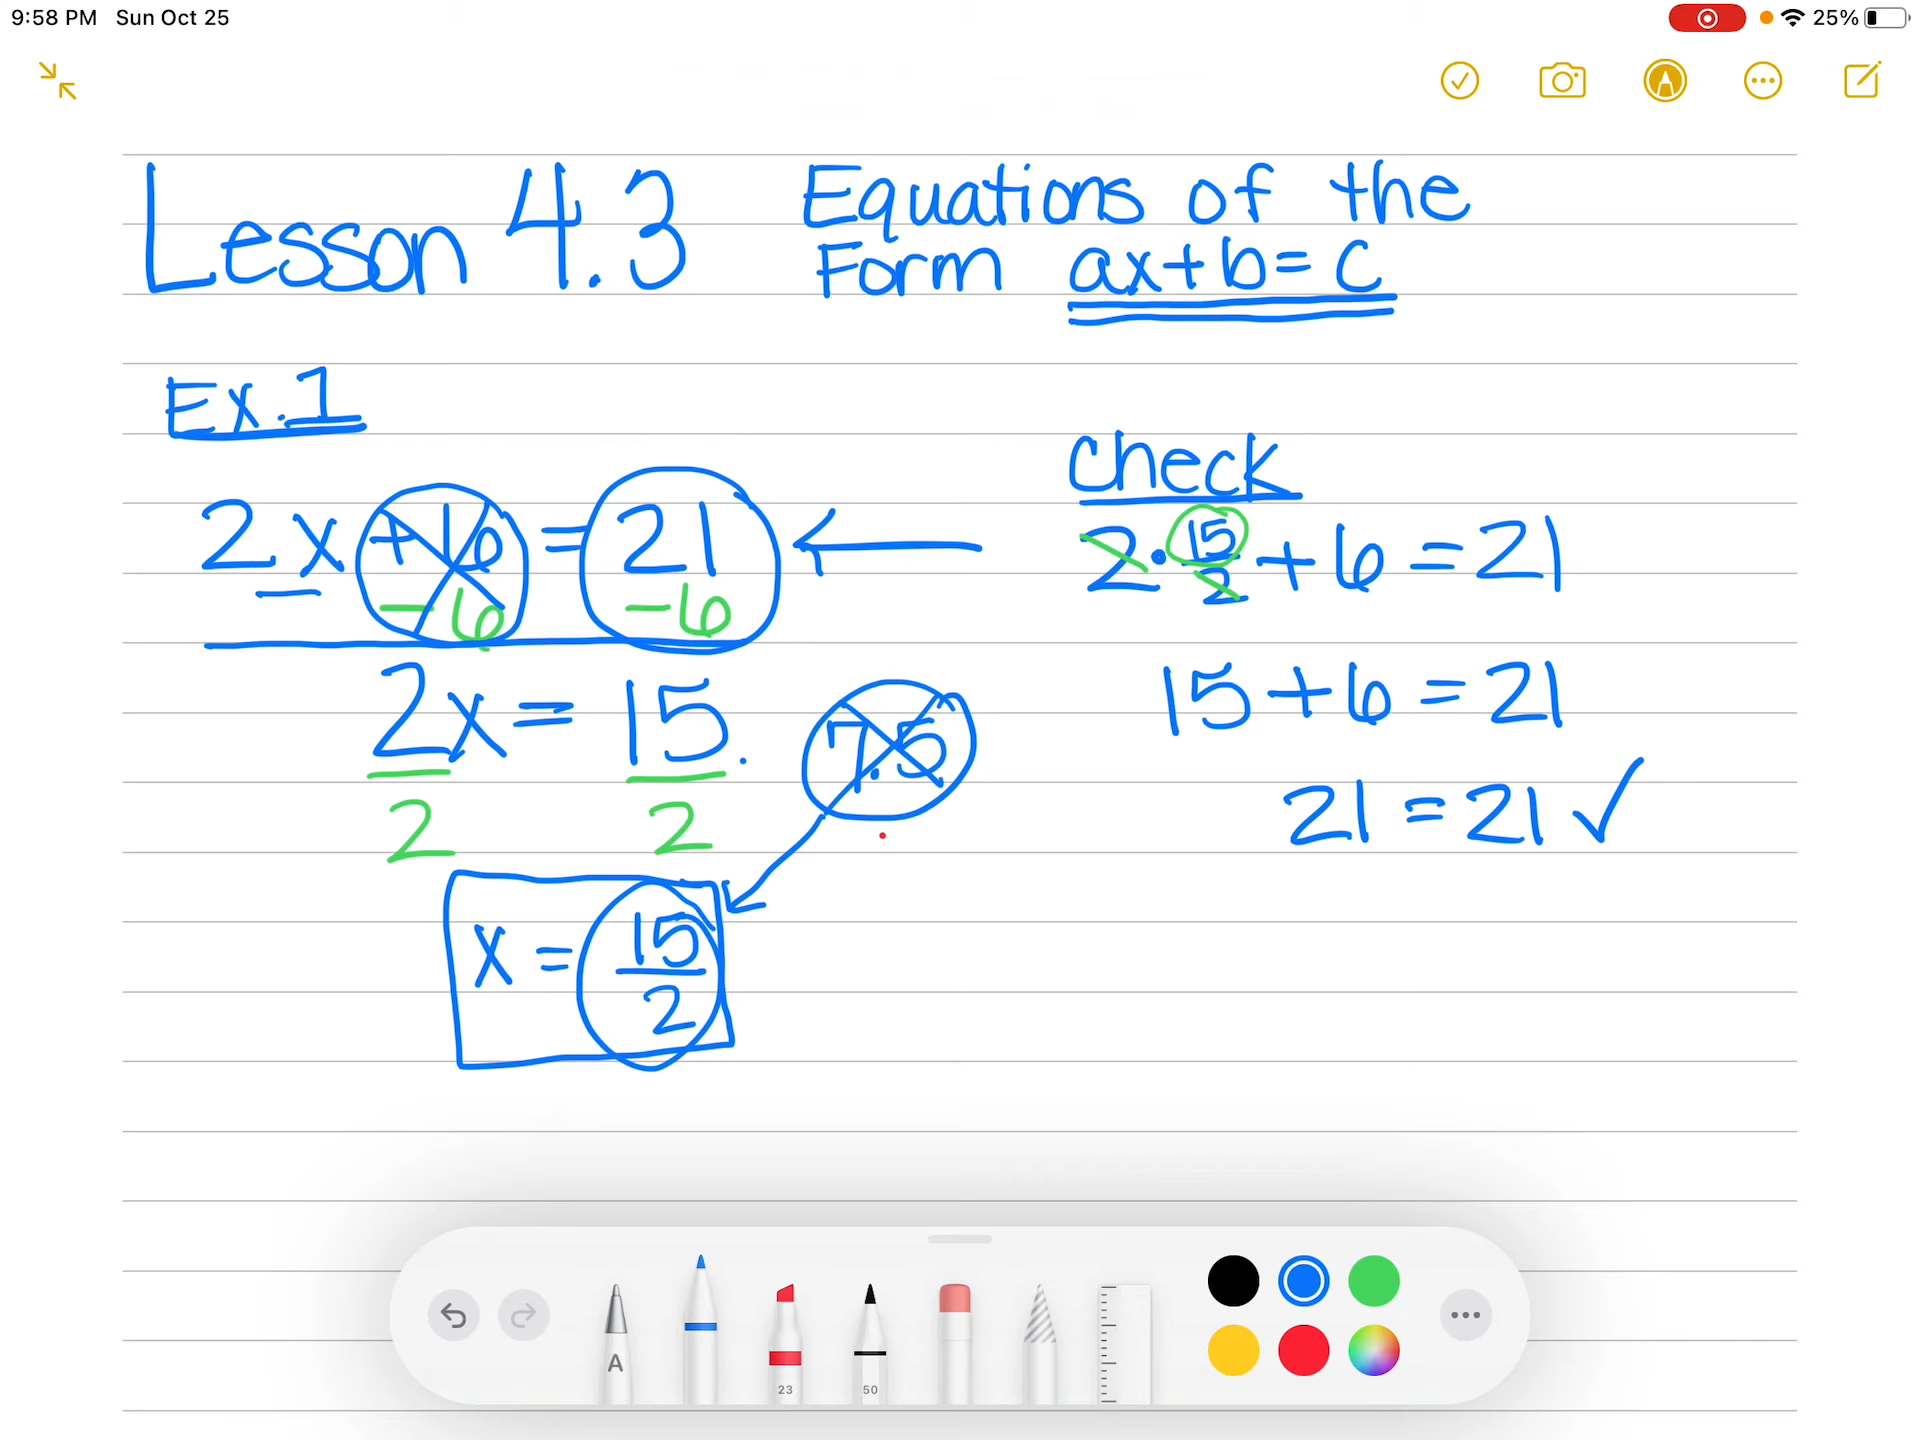 9:58 PM Sun Oct 25
25%
Lesson 4.3
Equations of the
Form ax+b=c
Ex.1
2x +6 = 21
-6 -6
2x = 15.
2 2
7.5
x = 15/2
Check
2·15/2 + 6 = 21
15 + 6 = 21
21 = 21 ✓
A
23
50